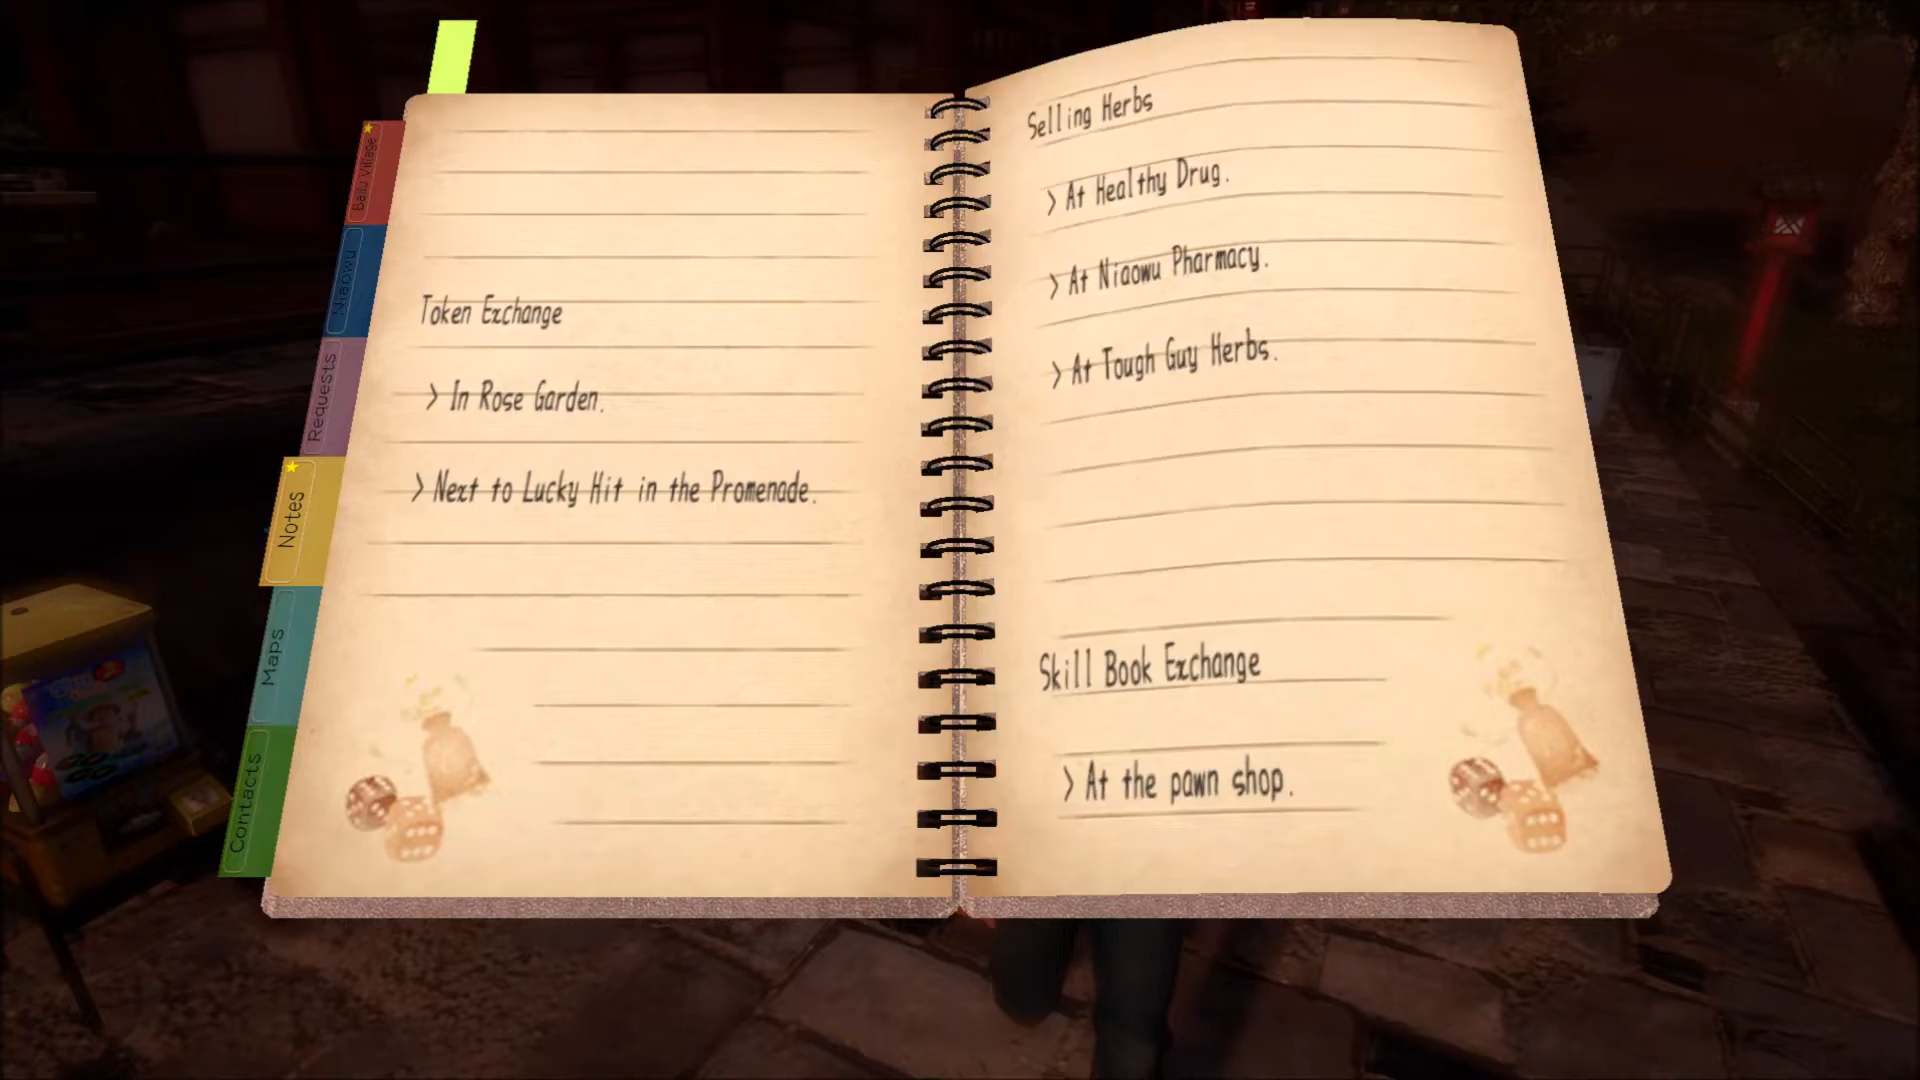 Bailu Village
Niaowu
Requests
Notes
Maps
Contacts
Token Exchange
> In Rose Garden.
> Next to Lucky Hit in the Promenade.
Selling Herbs
> At Healthy Drug.
> At Niaowu Pharmacy.
> At Tough Guy Herbs.
Skill Book Exchange
> At the pawn shop.